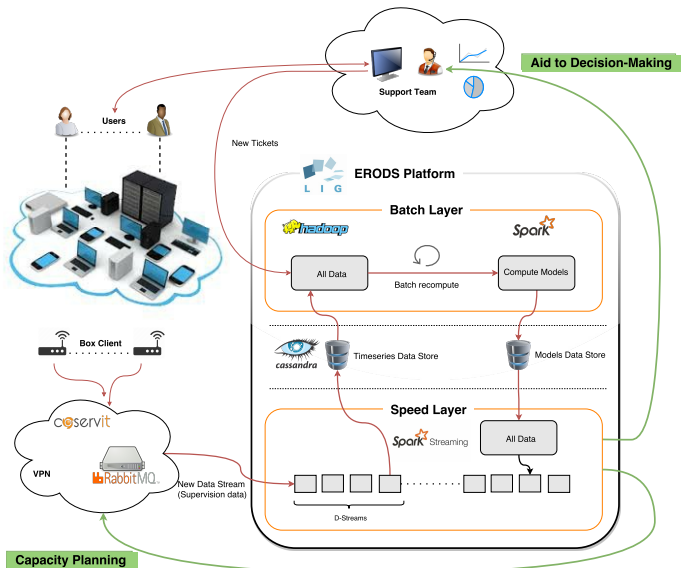 Aid to Decision-Making
Support Team
Users
New Tickets
LIG
ERODS Platform
Batch Layer
hadoop
Spark
All Data
Batch recompute
Compute Models
Box Client
cassandra
Timeseries Data Store
Models Data Store
coservit
Speed Layer
Spark Streaming
All Data
VPN
RabbitMQ
New Data Stream
(Supervision data)
D-Streams
Capacity Planning